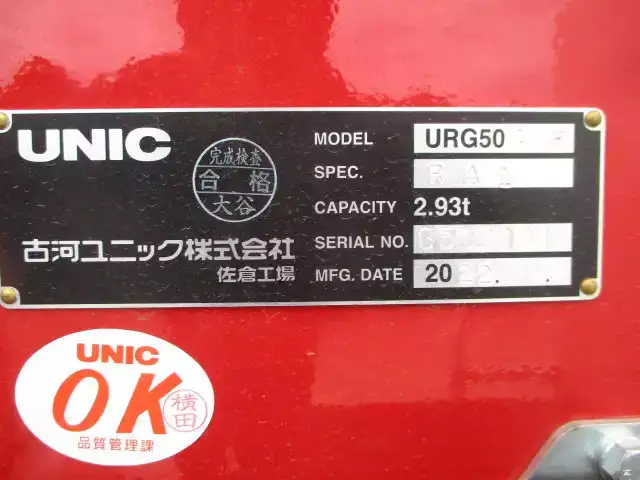 UNIC
完成検査
合格
大谷
古河ユニック株式会社
佐倉工場
MODEL URG50
SPEC.
CAPACITY 2.93t
SERIAL NO.
MFG. DATE 20
UNIC
OK
横田
品質管理課